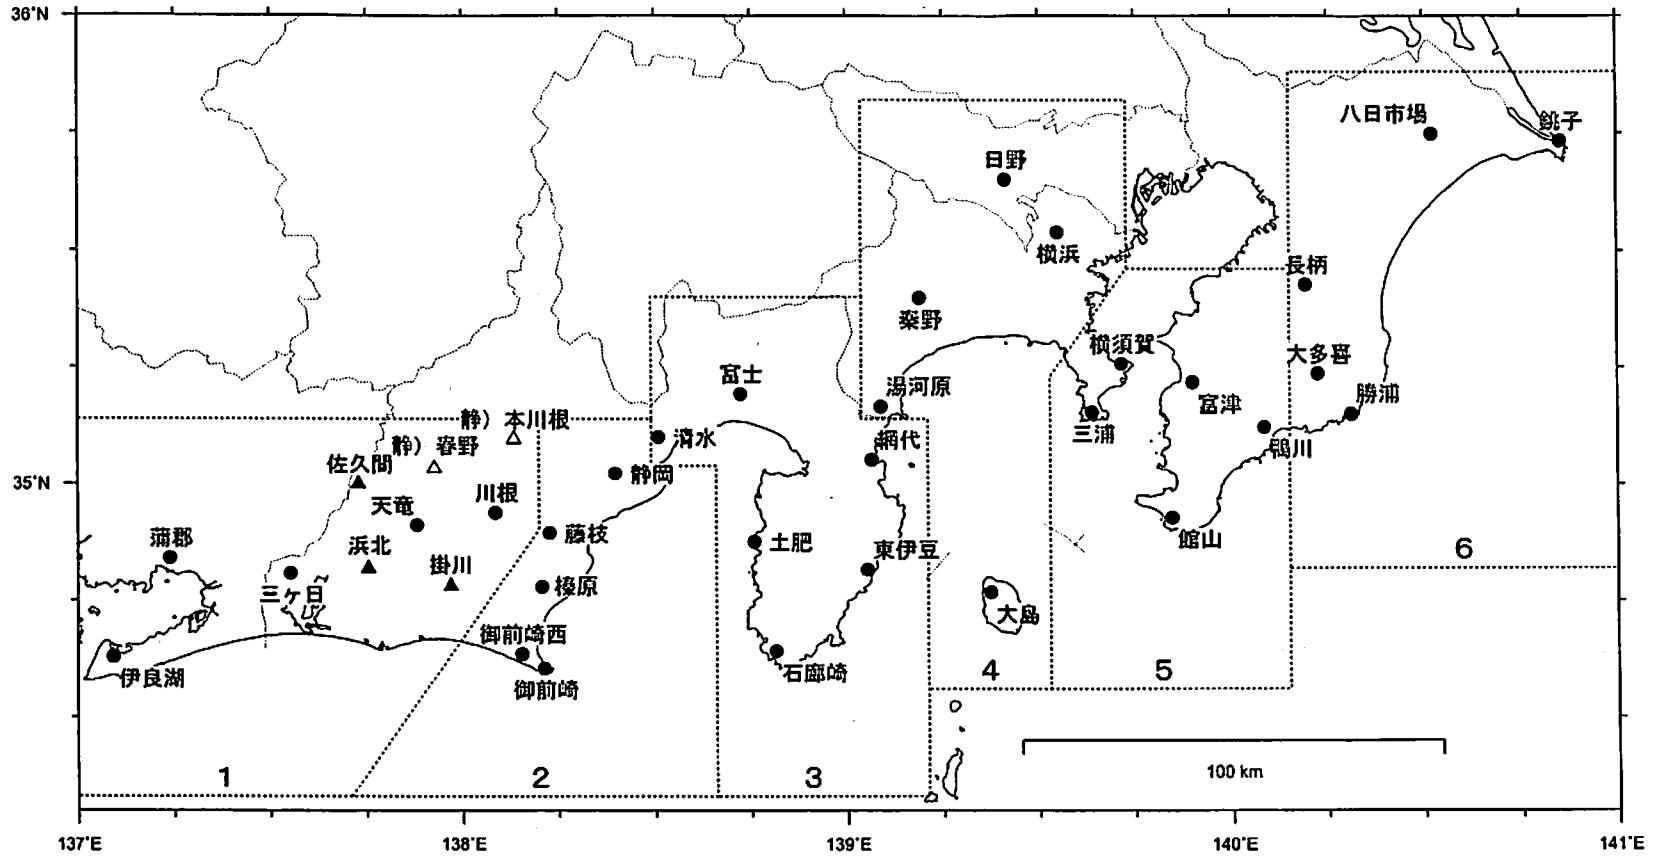 36°N
八日市場
銚子
日野
横浜
長柄
秦野
横須賀
大多喜
富士
湯河原
勝浦
富津
静）本川根
三浦
清水
網代
静）春野
鴨川
佐久間
静岡
35°N
川根
天竜
蒲郡
藤枝
土肥
館山
浜北
東伊豆
掛川
6
三ヶ日
榛原
大島
御前崎西
伊良湖
石廊崎
4
5
御前崎
1
2
3
100 km
137°E
138°E
139°E
140°E
141°E